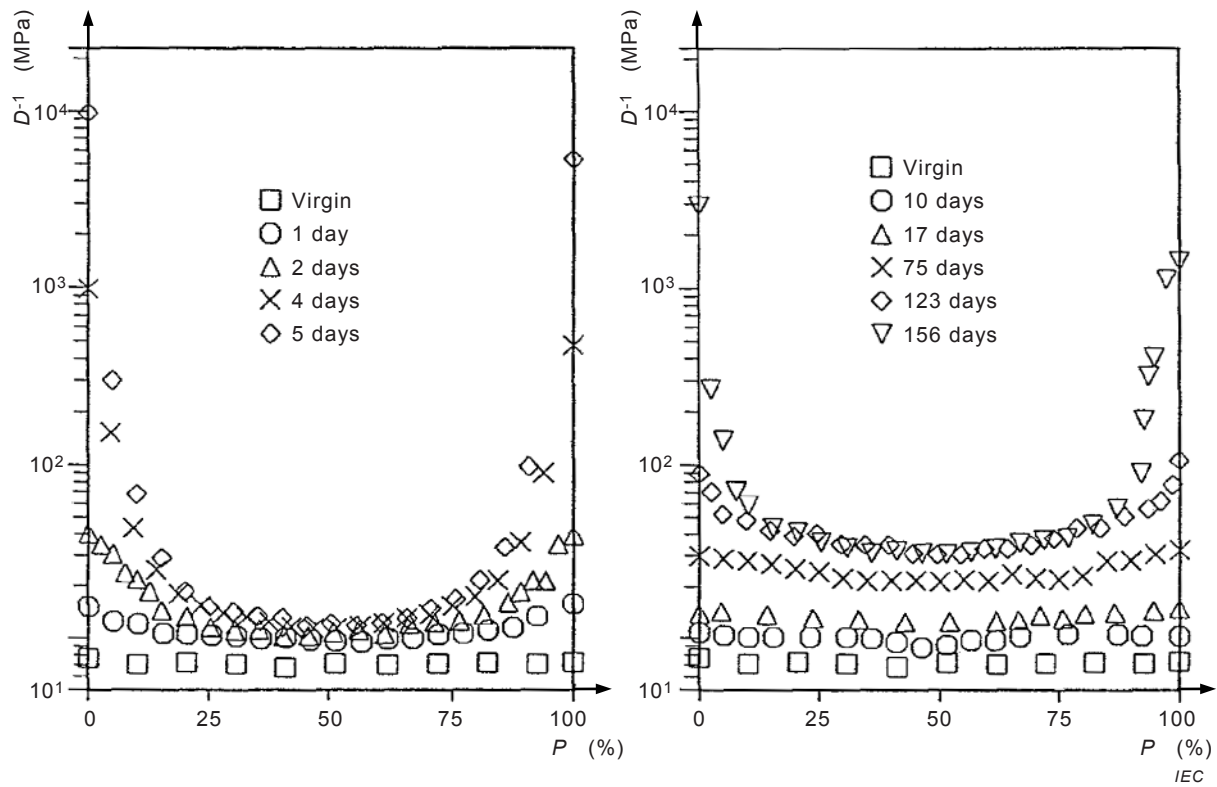 D⁻¹ (MPa)
10⁴
10³
10²
10¹
Virgin
1 day
2 days
4 days
5 days
0 25 50 75 100
P (%)
D⁻¹ (MPa)
10⁴
10³
10²
10¹
Virgin
10 days
17 days
75 days
123 days
156 days
0 25 50 75 100
P (%)
IEC